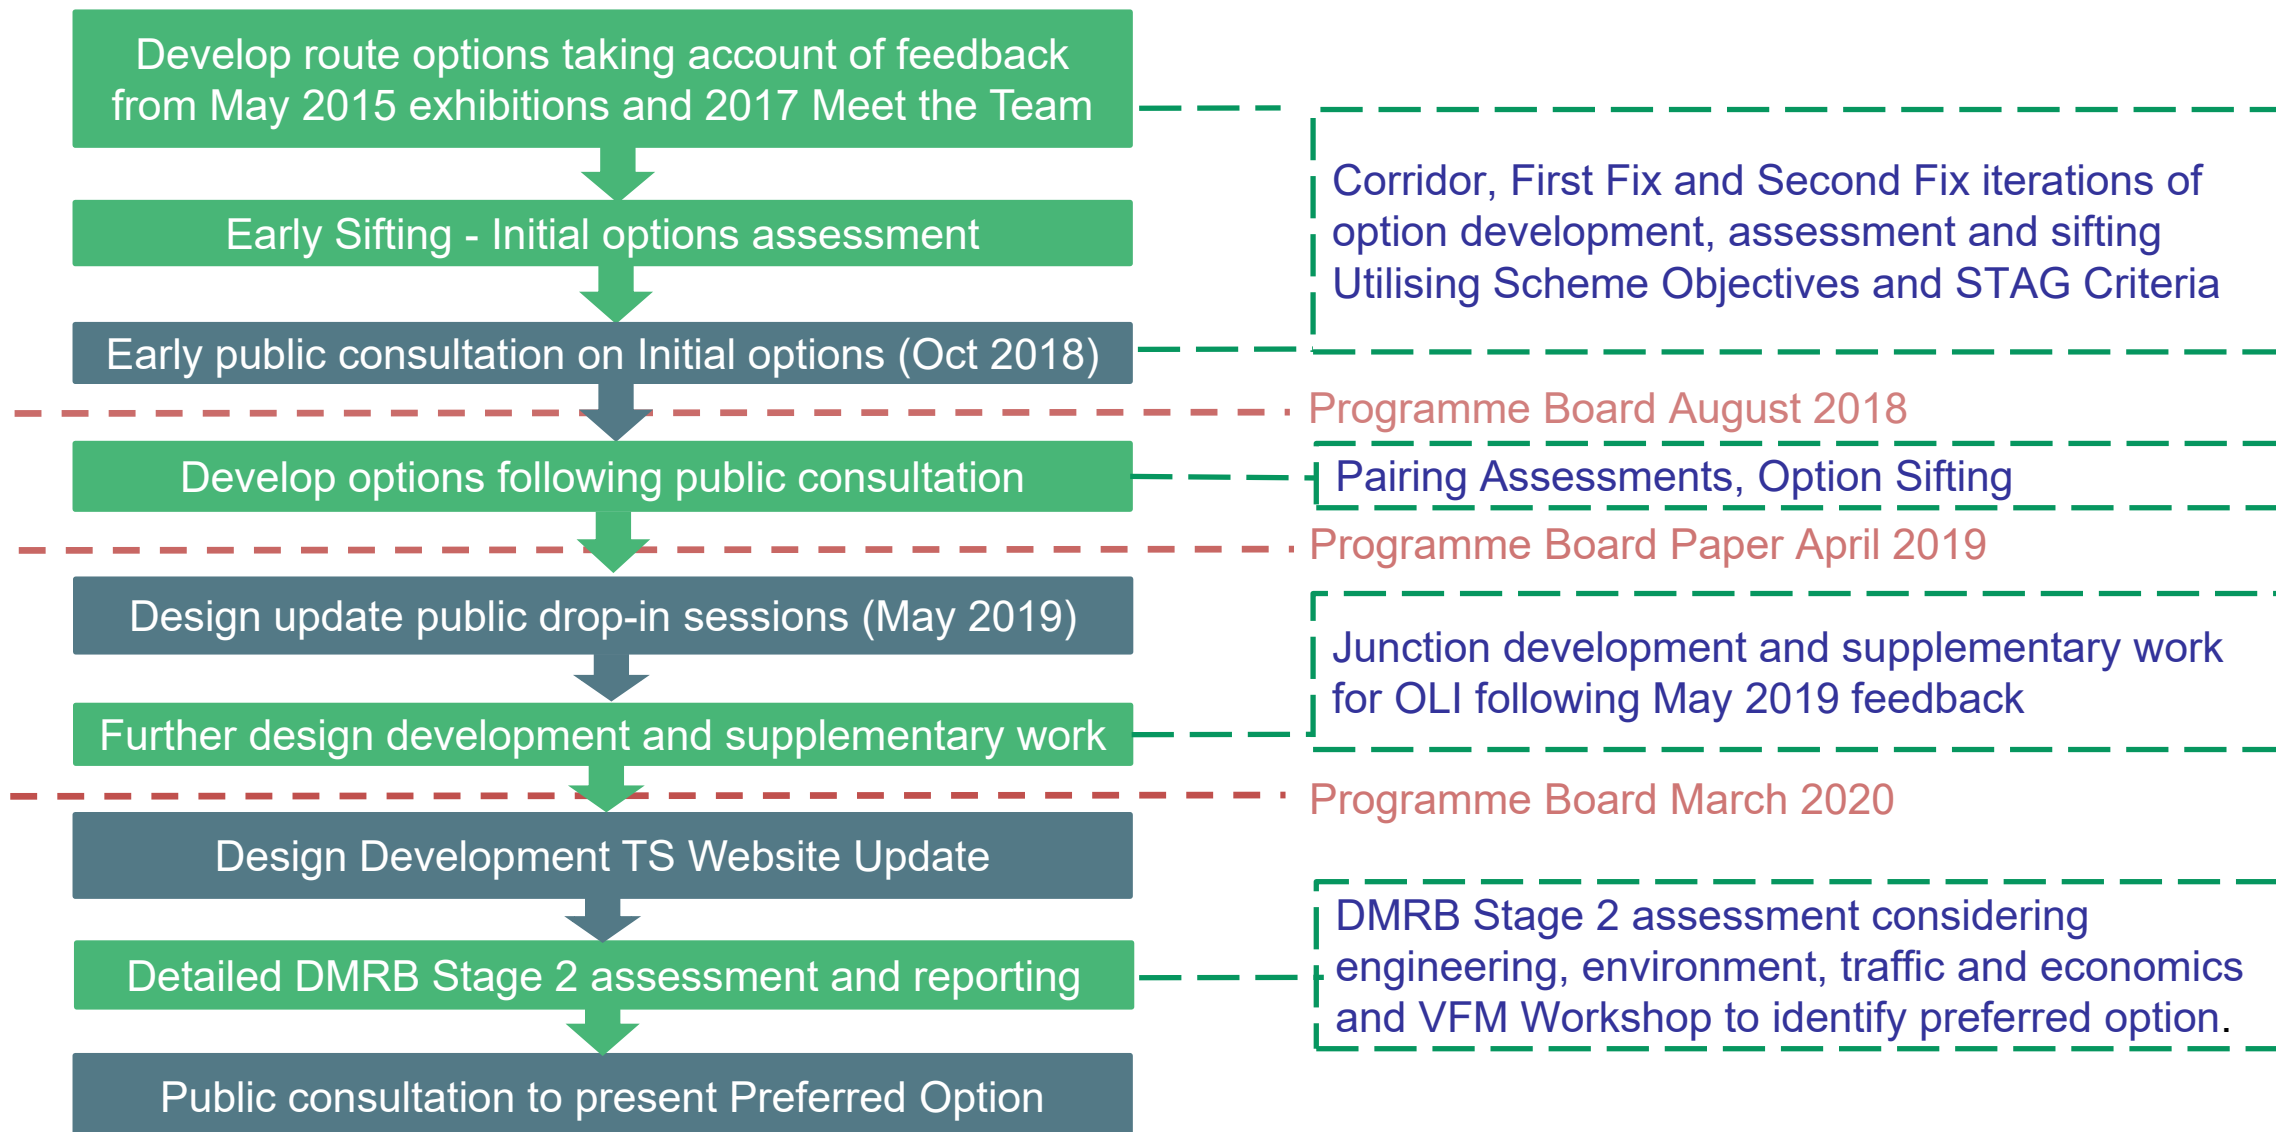 Develop route options taking account of feedback
from May 2015 exhibitions and 2017 Meet the Team
Corridor, First Fix and Second Fix iterations of
option development, assessment and sifting
Utilising Scheme Objectives and STAG Criteria
Early Sifting - Initial options assessment
Early public consultation on Initial options (Oct 2018)
Programme Board August 2018
Develop options following public consultation
Pairing Assessments, Option Sifting
Programme Board Paper April 2019
Design update public drop-in sessions (May 2019)
Junction development and supplementary work
for OLI following May 2019 feedback
Further design development and supplementary work
Programme Board March 2020
Design Development TS Website Update
DMRB Stage 2 assessment considering
engineering, environment, traffic and economics
and VFM Workshop to identify preferred option.
Detailed DMRB Stage 2 assessment and reporting
Public consultation to present Preferred Option